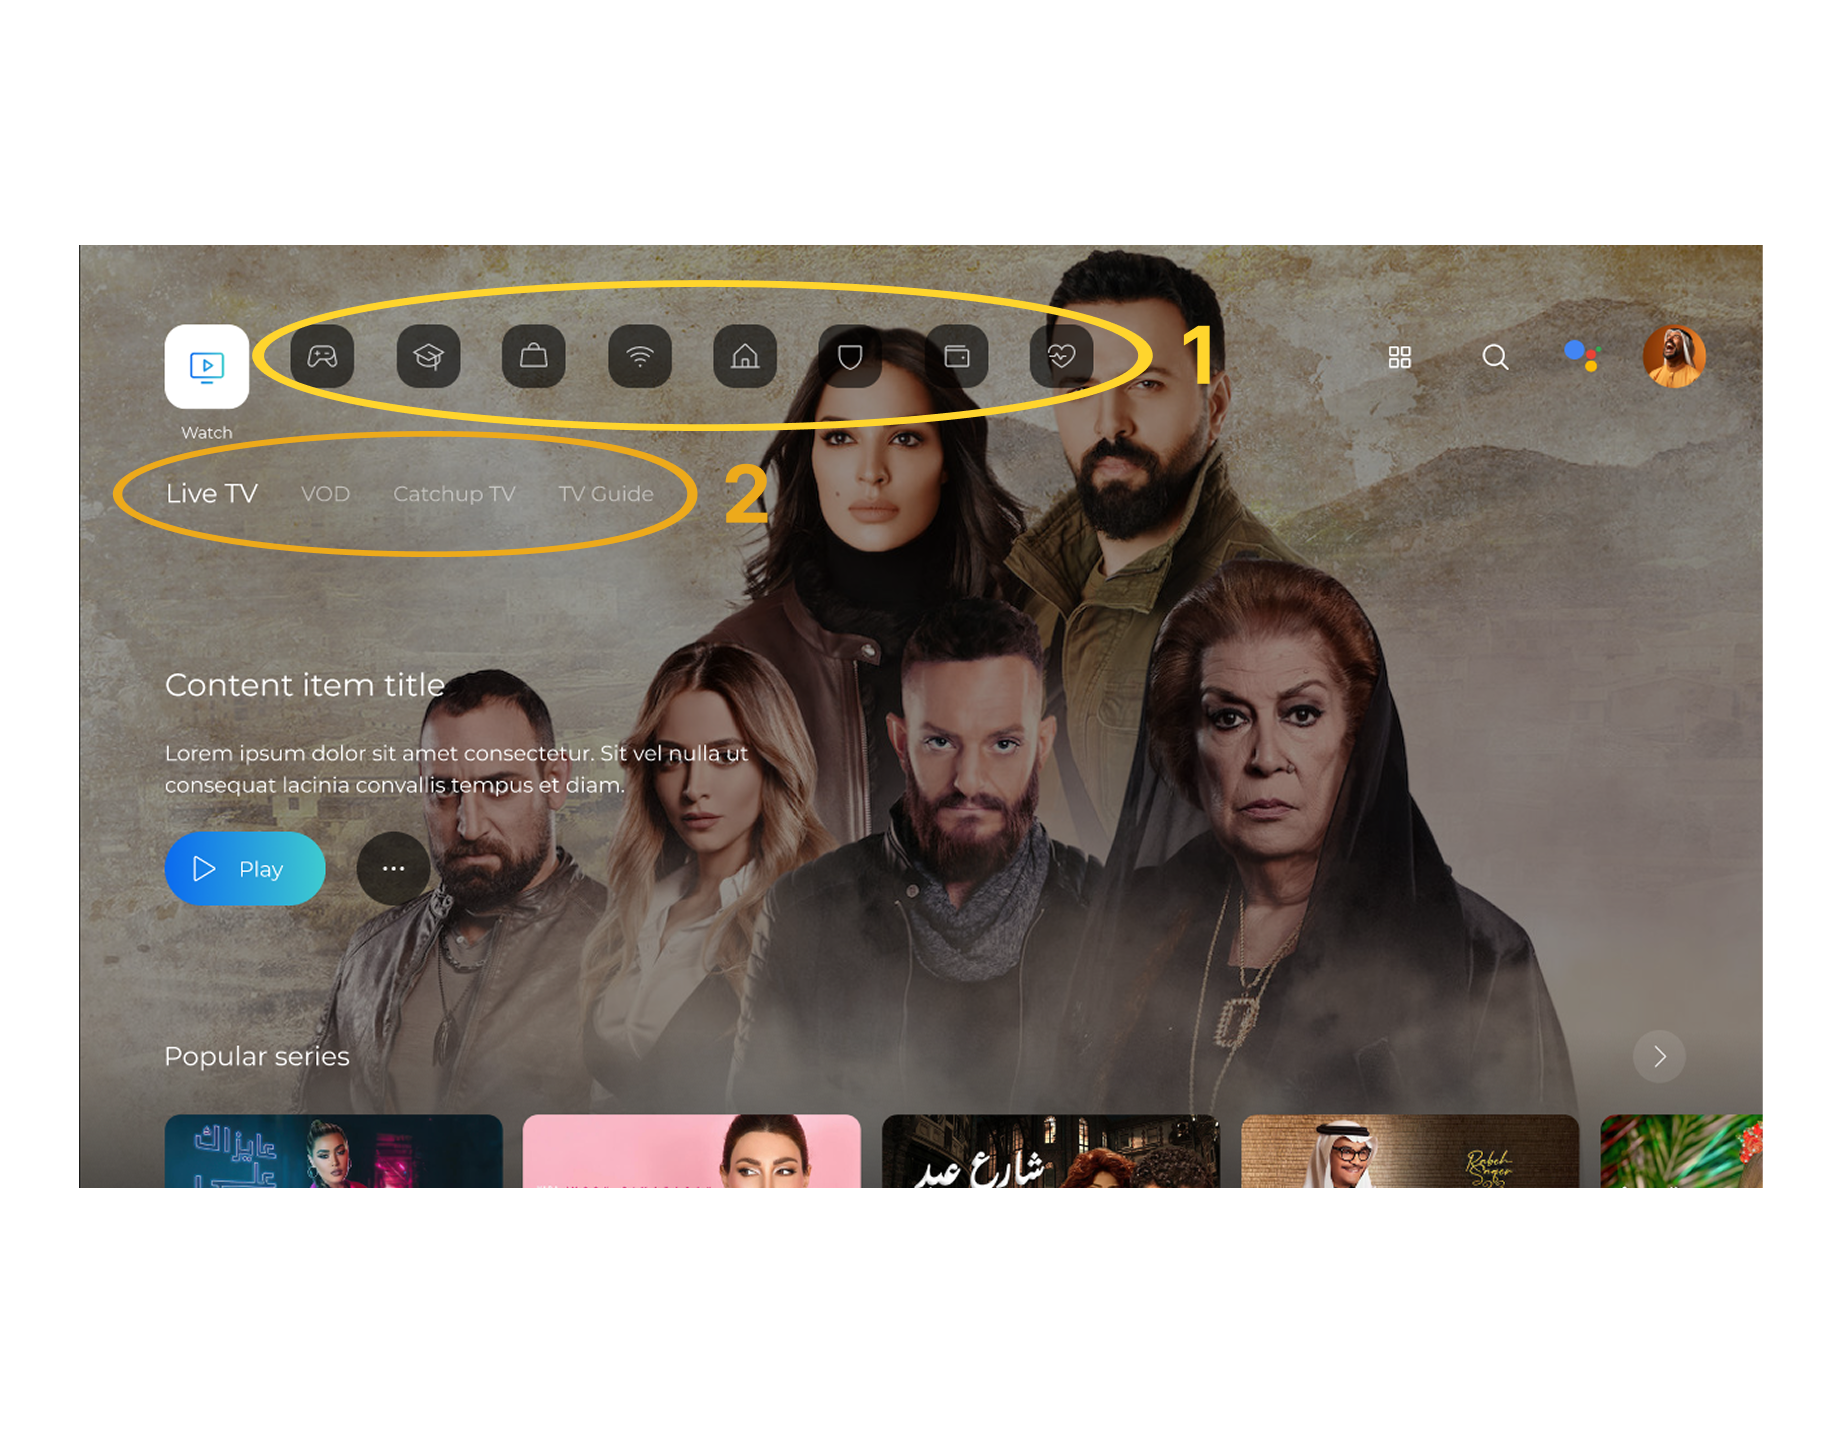 1
Watch
Live TV VOD Catchup TV TV Guide
2
Content item title
Lorem ipsum dolor sit amet consectetur. Sit vel nulla ut
consequat lacinia convallis tempus et diam.
Play
Popular series
عايزاك
شارع عبد
Rabeh
Saqer